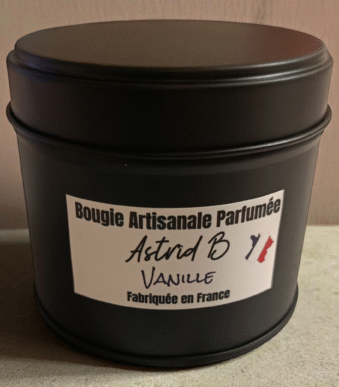 Bougie Artisanale Parfumée
Astrid B
VANILLE
Fabriquée en France